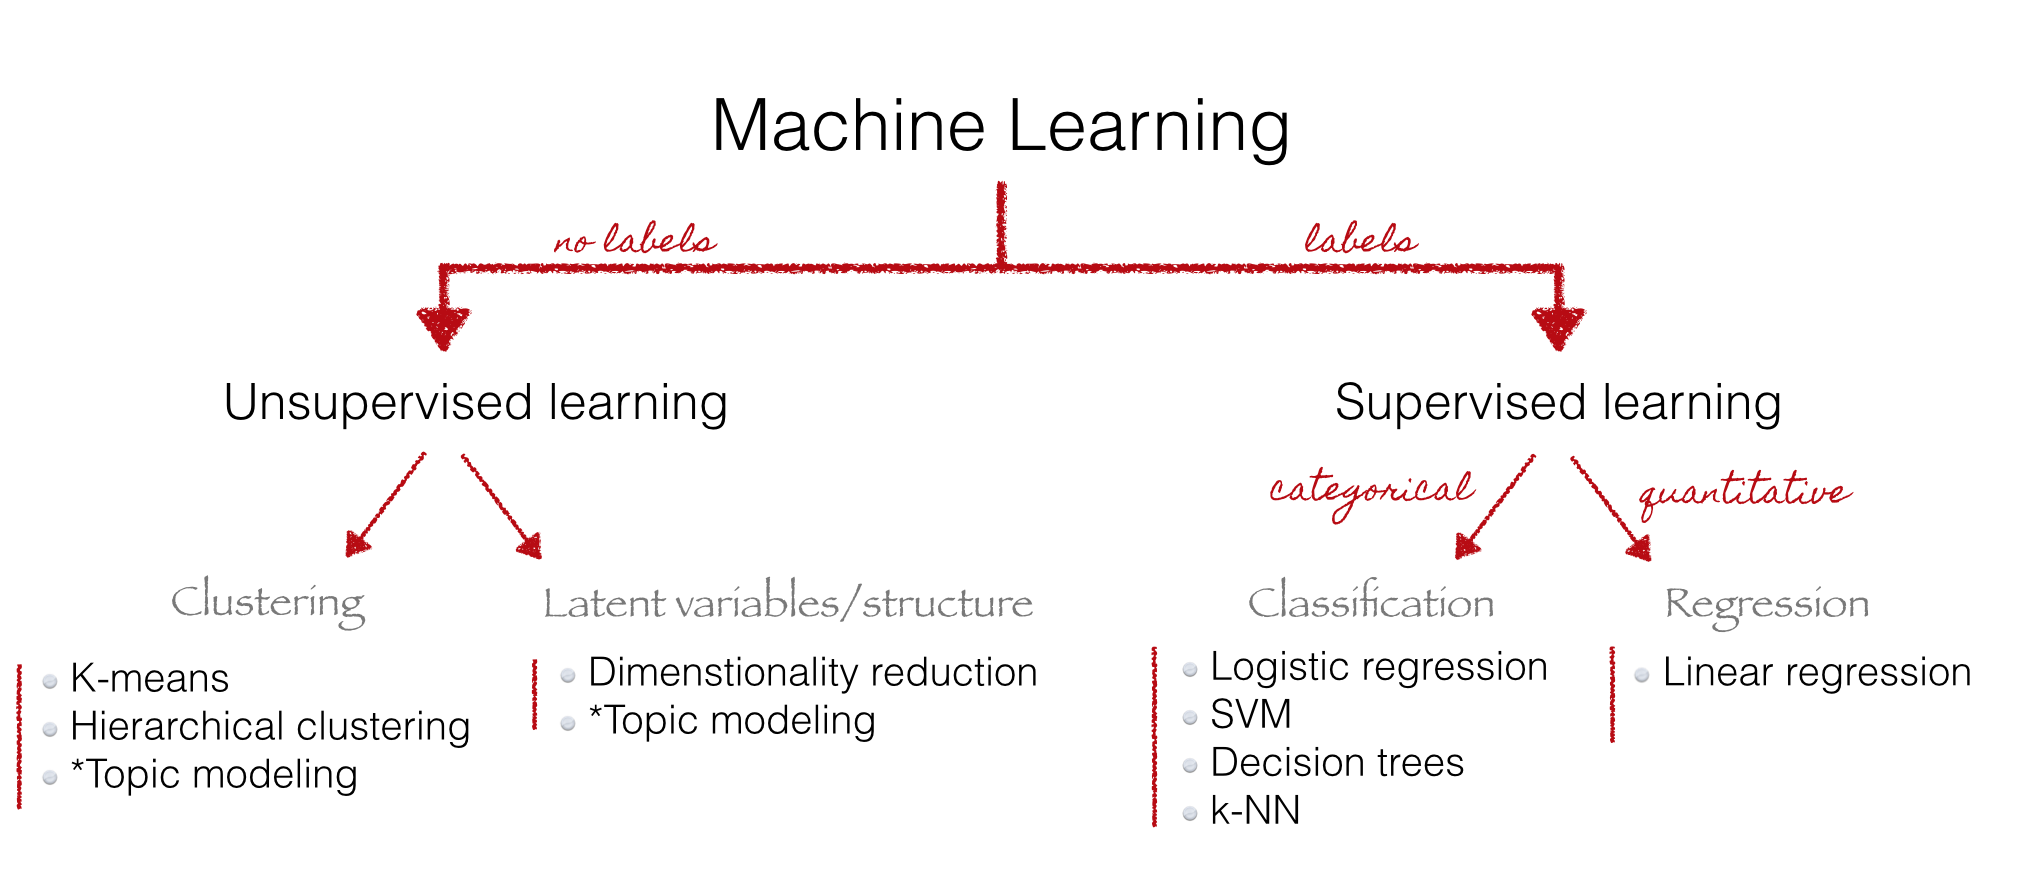 Machine Learning
no labels
labels
Unsupervised learning
Supervised learning
categorical
quantitative
Clustering
Latent variables/structure
Classification
Regression
K-means
Hierarchical clustering
*Topic modeling
Dimenstionality reduction
*Topic modeling
Logistic regression
SVM
Decision trees
k-NN
Linear regression